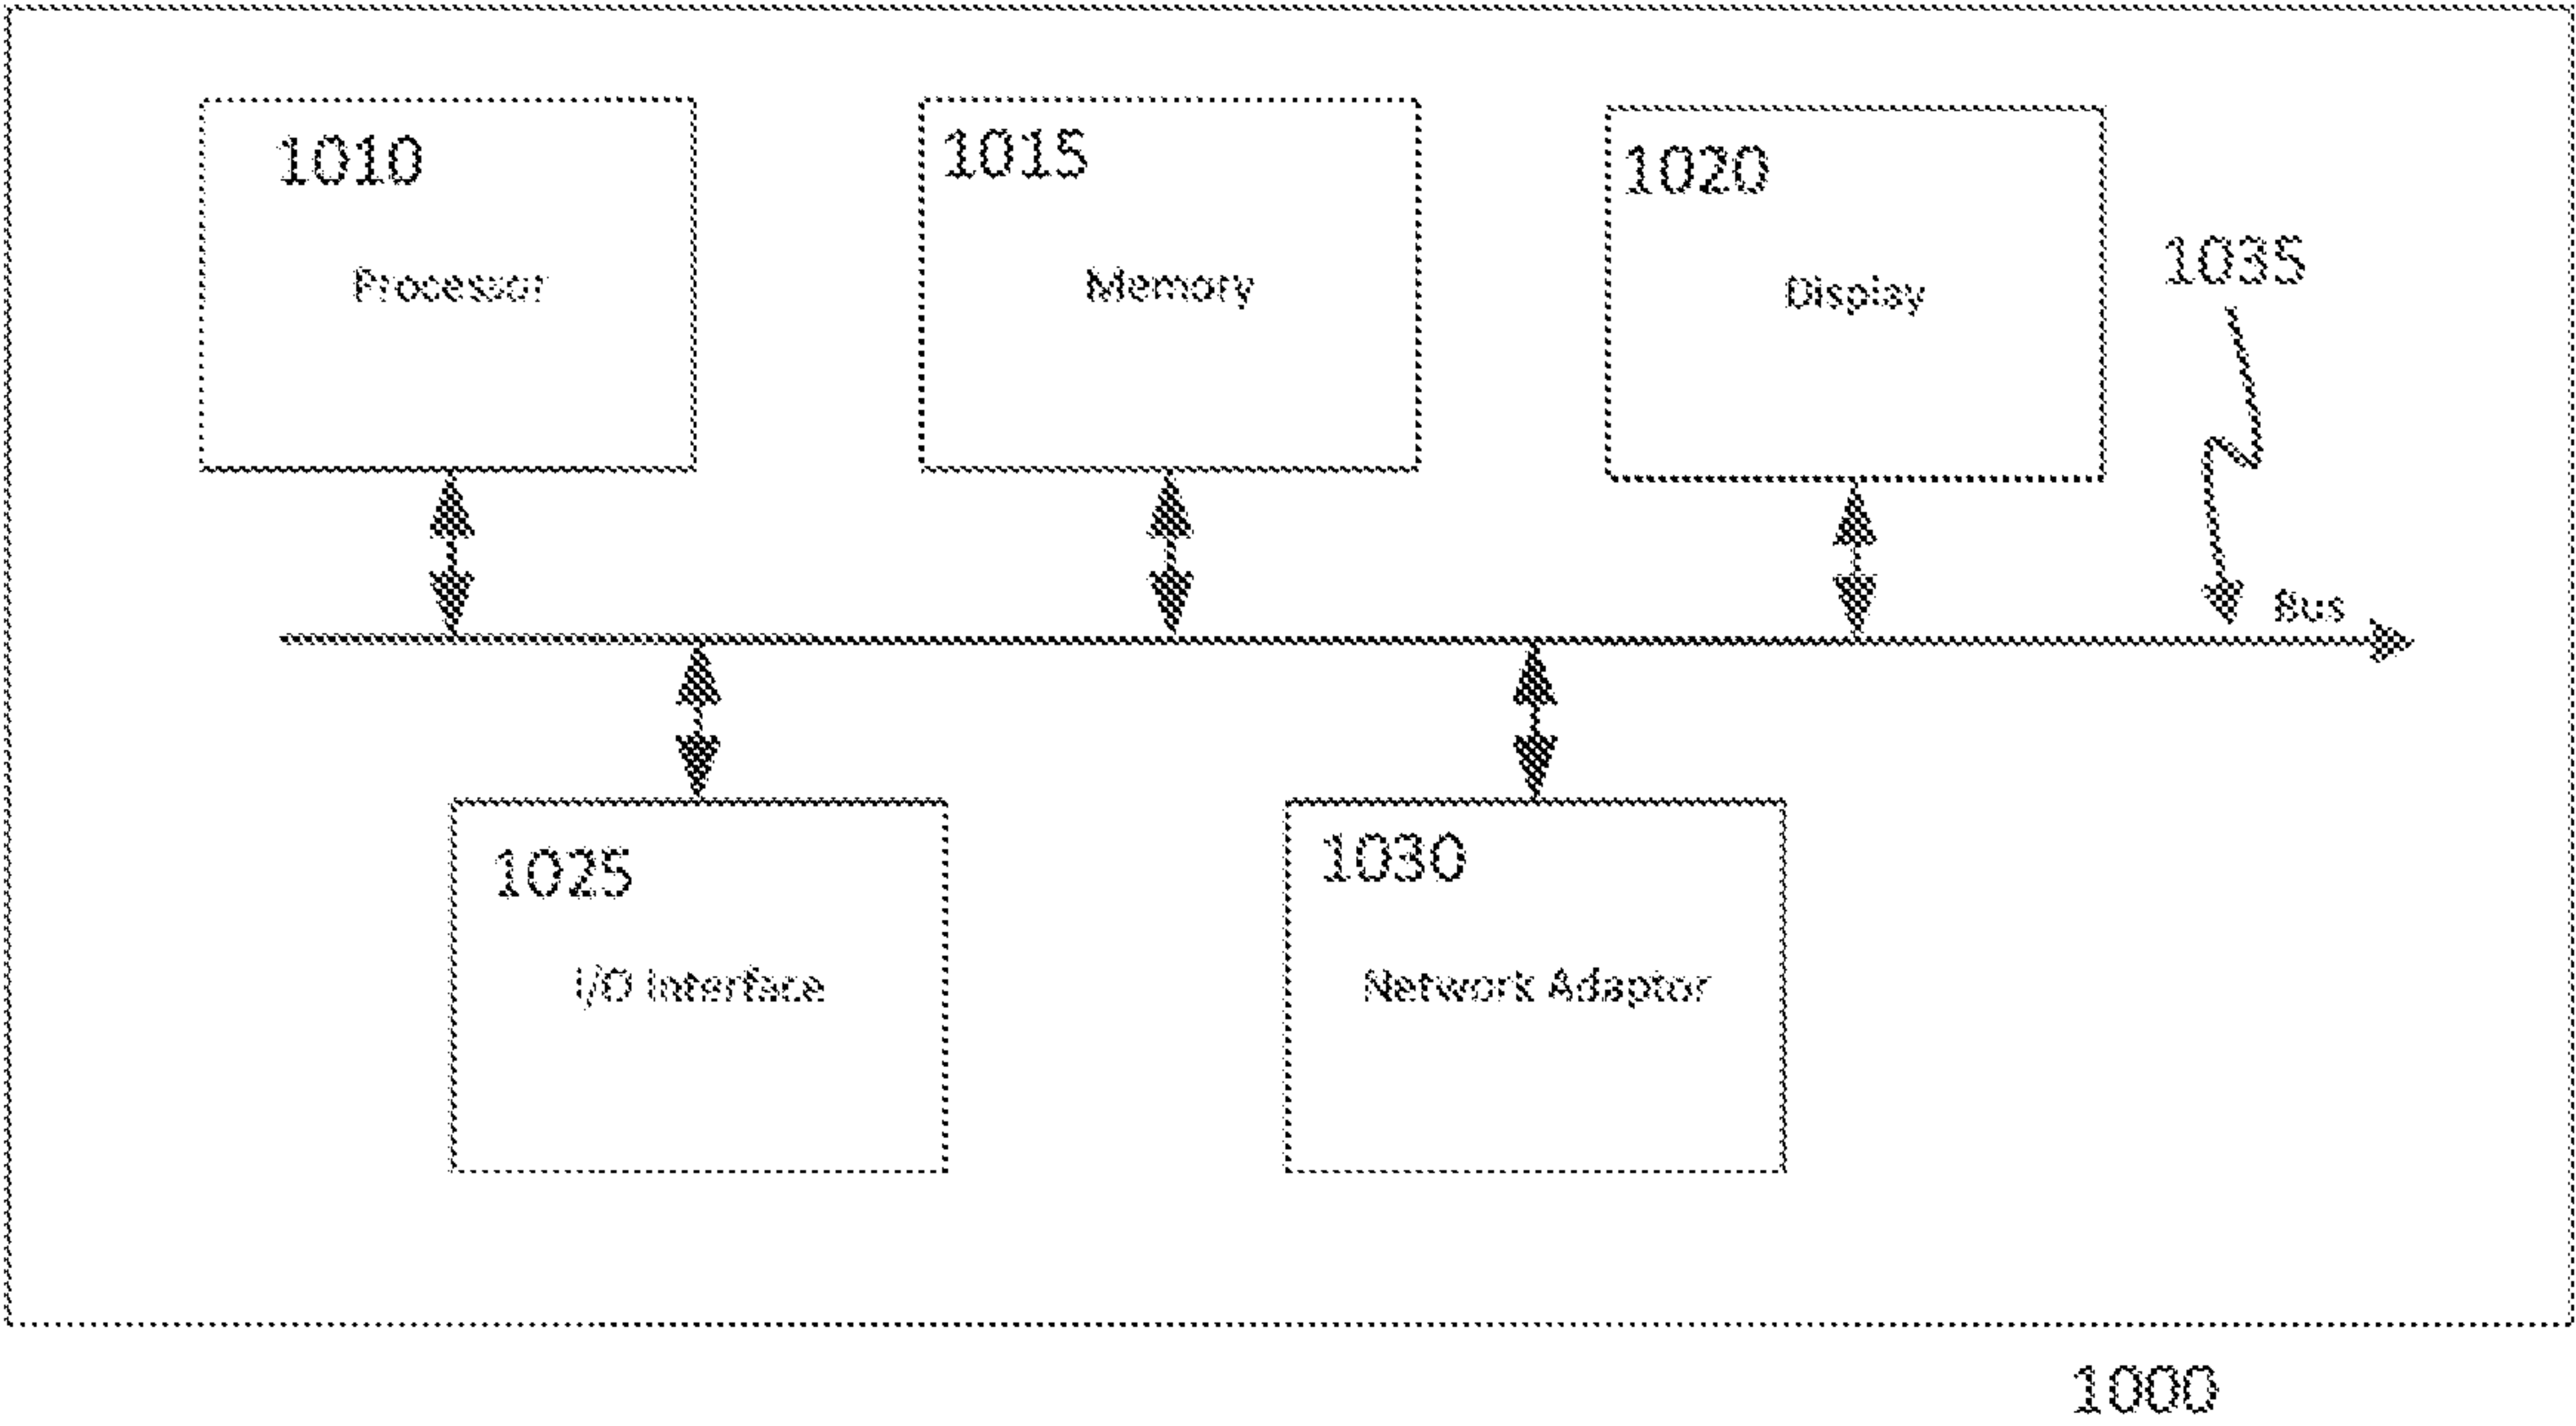 1010
Processor
1015
Memory
1020
Display
1035
Bus
1025
I/O Interface
1030
Network Adaptor
1000